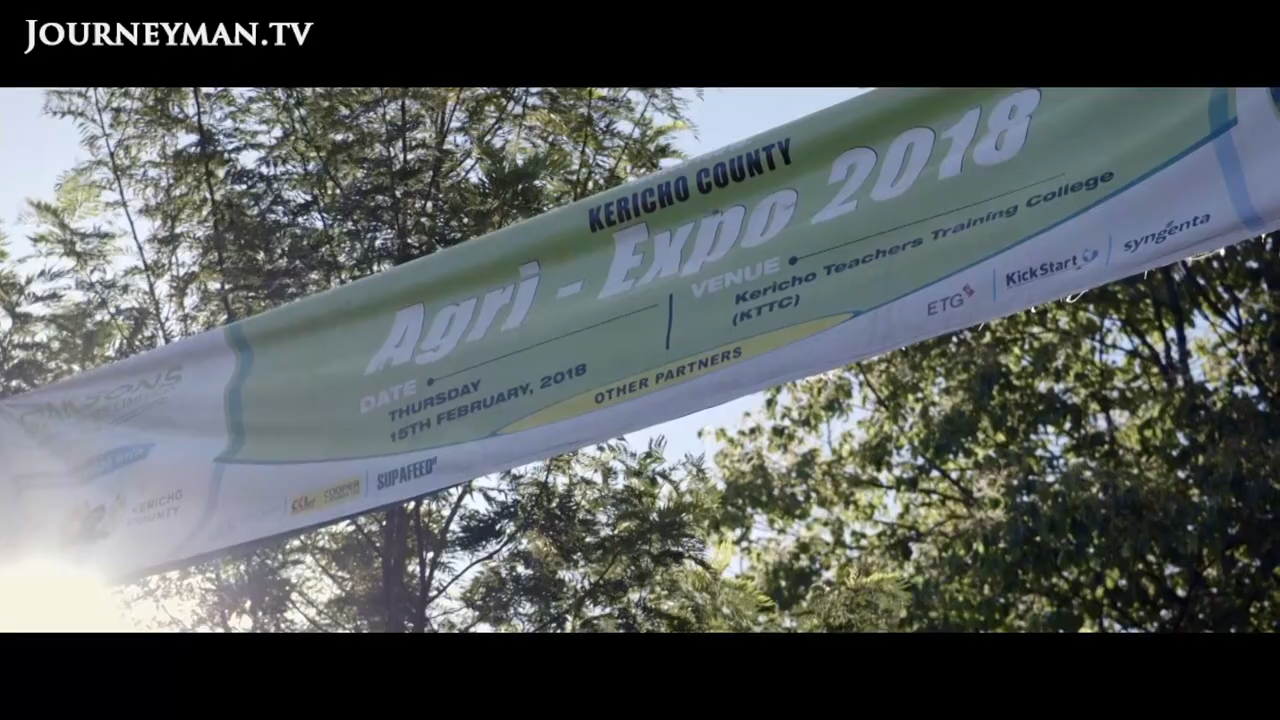 JOURNEYMAN.TV
KERICHO COUNTY
Agri - Expo 2018
DATE
THURSDAY
15TH FEBRUARY, 2018
VENUE
Kericho Teachers Training College
(KTTC)
OTHER PARTNERS
KERICHO
COUNTY
COOPER
SUPAFEED
ETG
KickStart
syngenta